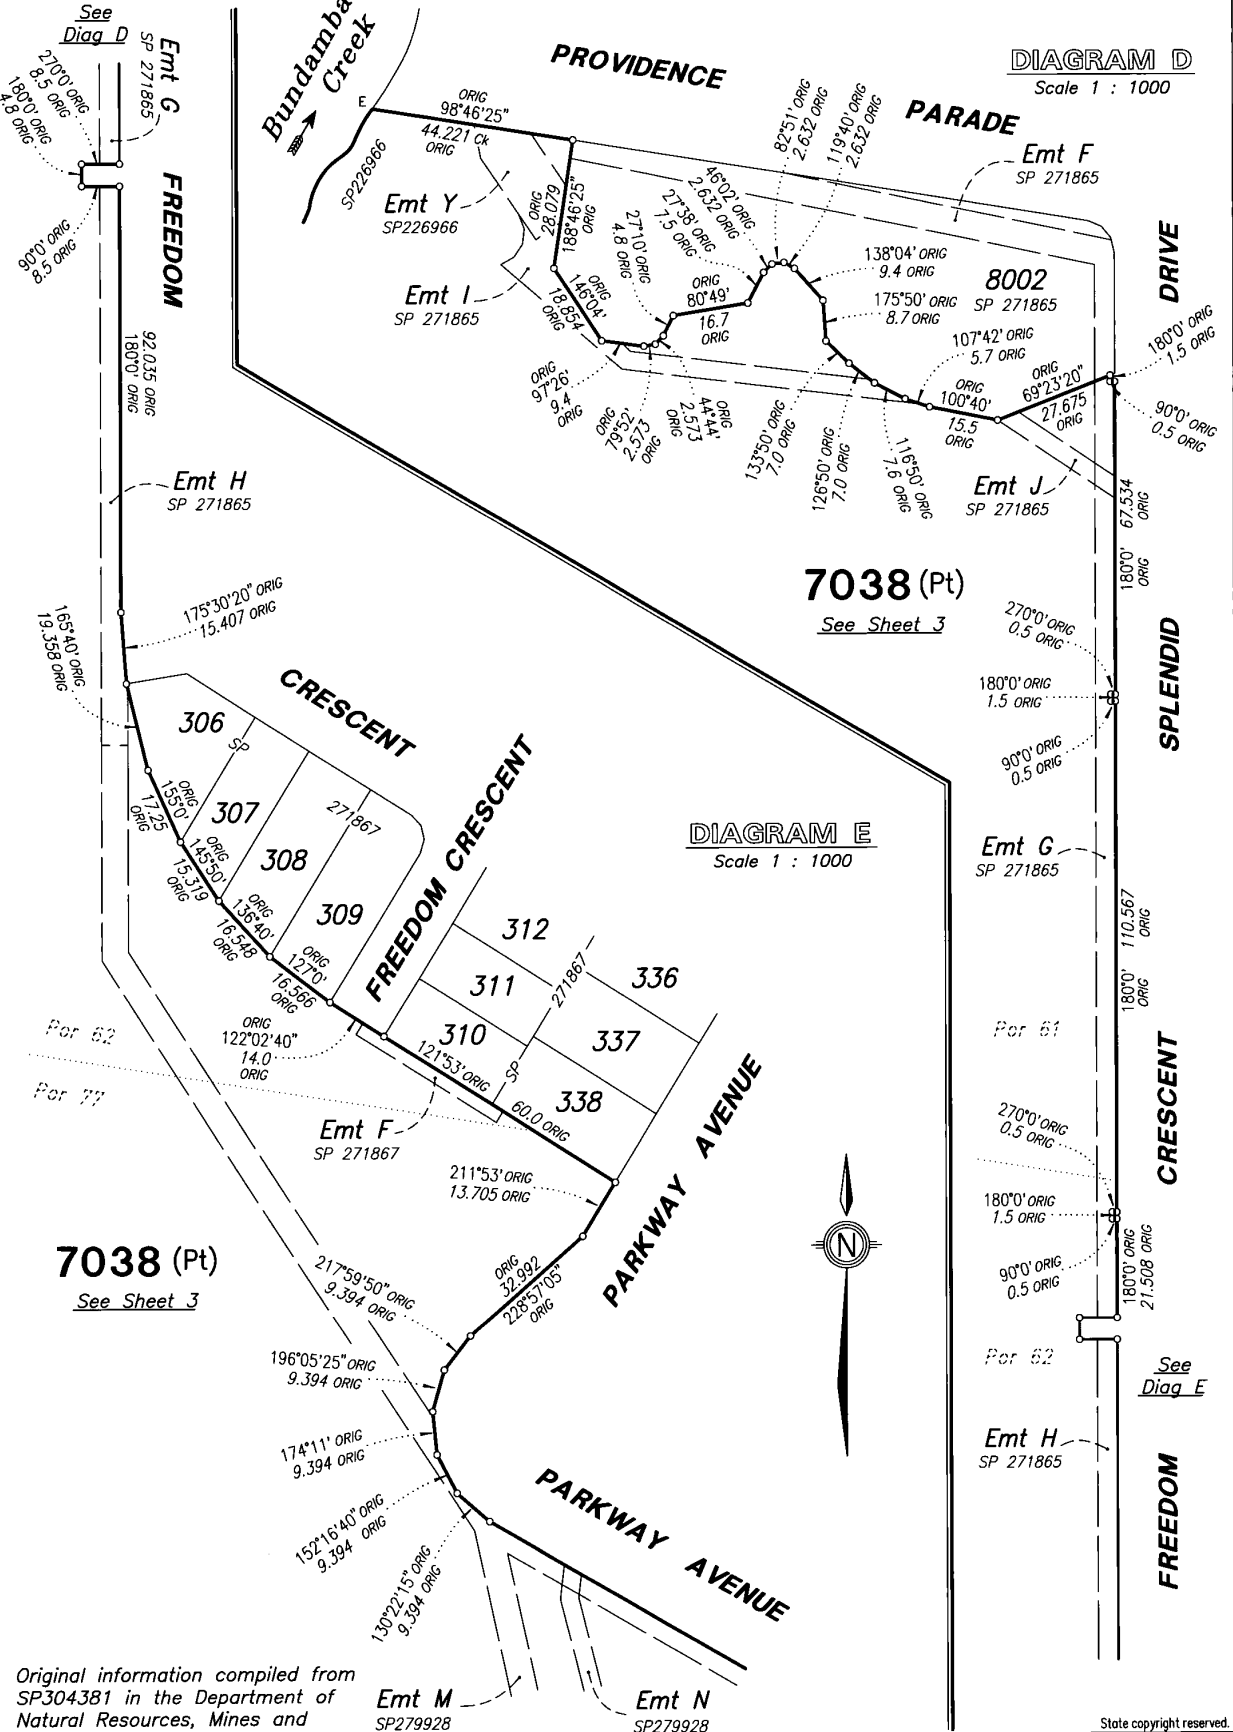 See
Diag D
Emt G
SP 271865
270°0' ORIG
8.5 ORIG
180°0' ORIG
4.8 ORIG
90°0' ORIG
8.5 ORIG
FREEDOM
92.035 ORIG
180°0' ORIG
Emt H
SP 271865
175°30'20" ORIG
15.407 ORIG
165°40' ORIG
19.358 ORIG
Bundamba
Creek
E
SP226966
ORIG
98°46'25"
44.221 Ck
ORIG
Emt Y
SP226966
ORIG
28.079
188°46'25"
ORIG
Emt I
SP 271865
ORIG
146°04'
18.854
ORIG
PROVIDENCE
PARADE
DIAGRAM D
Scale 1 : 1000
Emt F
SP 271865
82°51' ORIG
2.632 ORIG
119°40' ORIG
2.632 ORIG
46°02' ORIG
2.632 ORIG
27°38' ORIG
7.5 ORIG
27°10' ORIG
4.8 ORIG
ORIG
80°49'
16.7
ORIG
138°04' ORIG
9.4 ORIG
175°50' ORIG
8.7 ORIG
8002
SP 271865
107°42' ORIG
5.7 ORIG
ORIG
97°26'
9.4
ORIG
ORIG
79°52'
2.573
ORIG
ORIG
44°44'
2.573
ORIG
133°50' ORIG
7.0 ORIG
126°50' ORIG
7.0 ORIG
116°50' ORIG
7.6 ORIG
ORIG
100°40'
15.5
ORIG
ORIG
69°23'20"
27.675
ORIG
180°0' ORIG
1.5 ORIG
90°0' ORIG
0.5 ORIG
DRIVE
Emt J
SP 271865
67.534
ORIG
180°0'
ORIG
7038 (Pt)
See Sheet 3
270°0' ORIG
0.5 ORIG
180°0' ORIG
1.5 ORIG
90°0' ORIG
0.5 ORIG
SPLENDID
CRESCENT
306
SP
307
308
271867
309
ORIG
155°0'
17.25
ORIG
ORIG
145°50'
15.319
ORIG
ORIG
136°40'
16.548
ORIG
ORIG
127°0'
16.566
ORIG
FREEDOM CRESCENT
DIAGRAM E
Scale 1 : 1000
Emt G
SP 271865
110.567
ORIG
180°0'
ORIG
312
311
310
271867
SP
336
337
338
ORIG
122°02'40"
14.0
ORIG
121°53' ORIG
60.0 ORIG
Por 62
Por 77
Emt F
SP 271867
Por 61
211°53' ORIG
13.705 ORIG
PARKWAY AVENUE
CRESCENT
270°0' ORIG
0.5 ORIG
180°0' ORIG
1.5 ORIG
90°0' ORIG
0.5 ORIG
180°0' ORIG
21.508 ORIG
7038 (Pt)
See Sheet 3
N
ORIG
32.992
228°57'05"
ORIG
217°59'50" ORIG
9.394 ORIG
196°05'25" ORIG
9.394 ORIG
174°11' ORIG
9.394 ORIG
152°16'40" ORIG
9.394 ORIG
130°22'15" ORIG
9.394 ORIG
Por 62
See
Diag E
Emt H
SP 271865
FREEDOM
PARKWAY AVENUE
Original information compiled from
SP304381 in the Department of
Natural Resources, Mines and
Emt M
SP279928
Emt N
SP279928
State copyright reserved.